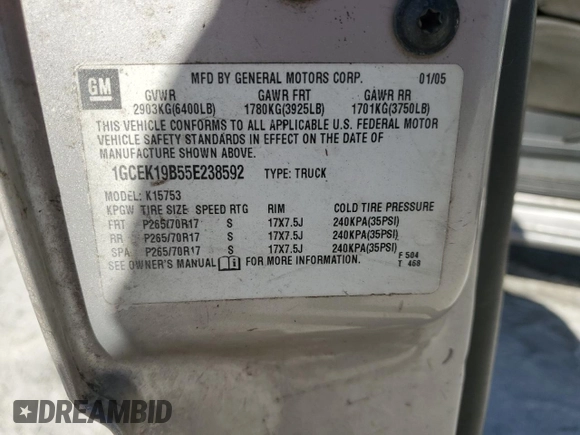 GM
MFD BY GENERAL MOTORS CORP. 01/05
GVWR GAWR FRT GAWR RR
2903KG(6400LB) 1780KG(3925LB) 1701KG(3750LB)
THIS VEHICLE CONFORMS TO ALL APPLICABLE U.S. FEDERAL MOTOR
VEHICLE SAFETY STANDARDS IN EFFECT ON THE DATE OF
MANUFACTURE SHOWN ABOVE.
1GCEK19B55E238592 TYPE: TRUCK
MODEL: K15753
KPGW TIRE SIZE SPEED RTG RIM COLD TIRE PRESSURE
FRT P265/70R17 S 17X7.5J 240KPA(35PSI)
RR P265/70R17 S 17X7.5J 240KPA(35PSI)
SPA P265/70R17 S 17X7.5J 240KPA(35PSI)
SEE OWNER'S MANUAL FOR MORE INFORMATION.
F 504
T 468
DREAMBID